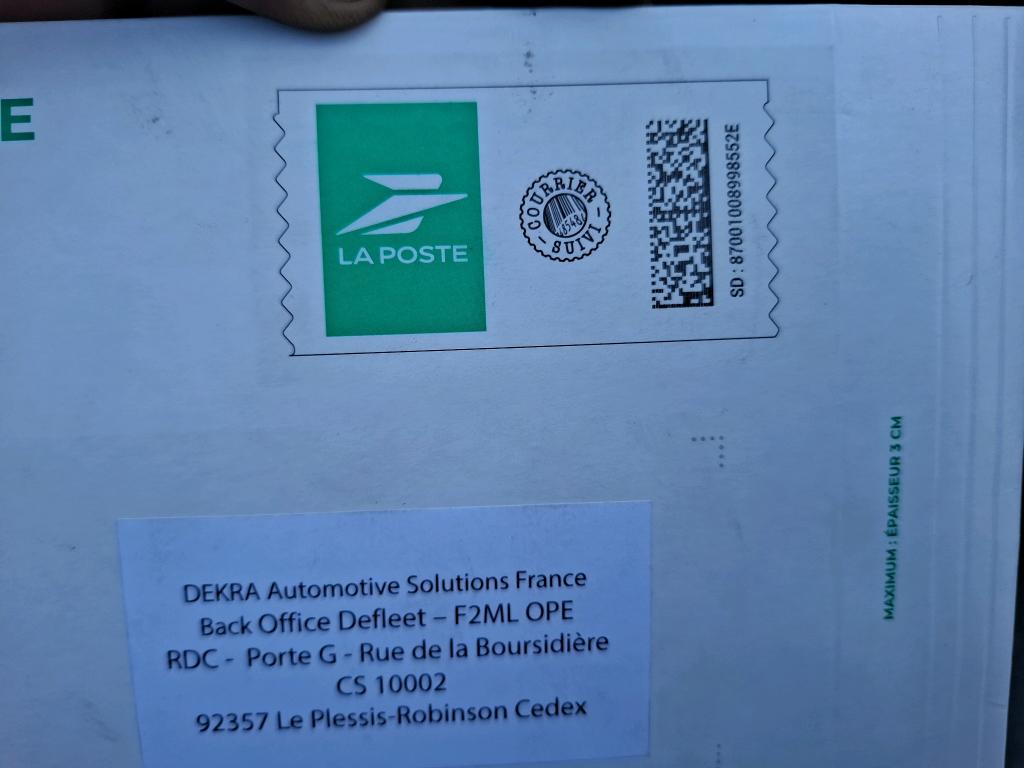 E
LA POSTE
COURRIER
SUIVI
SD : 87001008998552E
MAXIMUM : ÉPAISSEUR 3 CM
DEKRA Automotive Solutions France
Back Office Defleet – F2ML OPE
RDC - Porte G - Rue de la Boursidière
CS 10002
92357 Le Plessis-Robinson Cedex